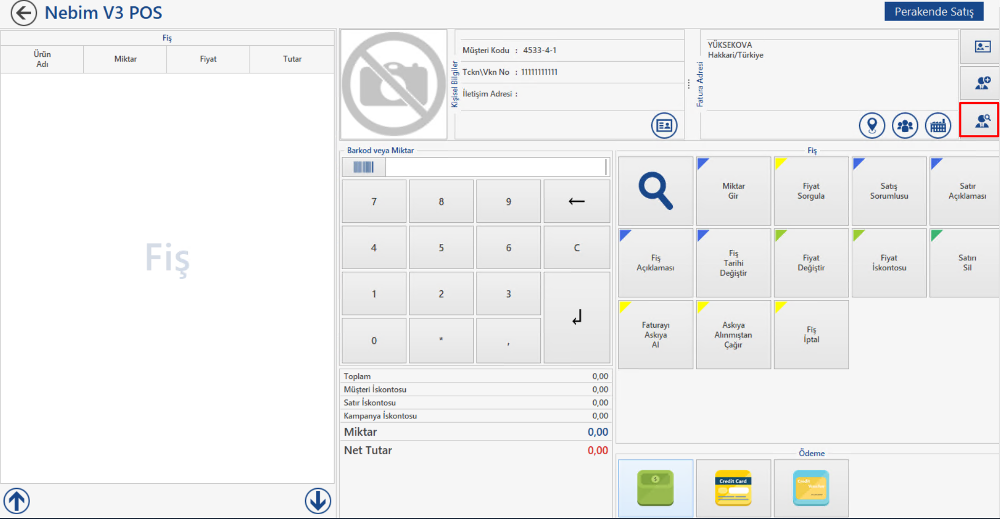 Nebim V3 POS
Perakende Satış
Fiş
Ürün
Adı
Miktar
Fiyat
Tutar
Fiş
Kişisel Bilgiler
Müşteri Kodu : 4533-4-1
Tckn\Vkn No : 11111111111
İletişim Adresi :
Fatura Adresi
YÜKSEKOVA
Hakkari/Türkiye
Barkod veya Miktar
7
8
9
←
4
5
6
C
1
2
3
↲
0
*
,
Toplam 0,00
Müşteri İskontosu 0,00
Satır İskontosu 0,00
Kampanya İskontosu 0,00
Miktar 0,00
Net Tutar 0,00
Fiş
Miktar
Gir
Fiyat
Sorgula
Satış
Sorumlusu
Satır
Açıklaması
Fiş
Açıklaması
Fiş
Tarihi
Değiştir
Fiyat
Değiştir
Fiyat
İskontosu
Satırı
Sil
Faturayı
Askıya
Al
Askıya
Alınmıştan
Çağır
Fiş
İptal
Ödeme
$
Credit Card
Credit
Voucher